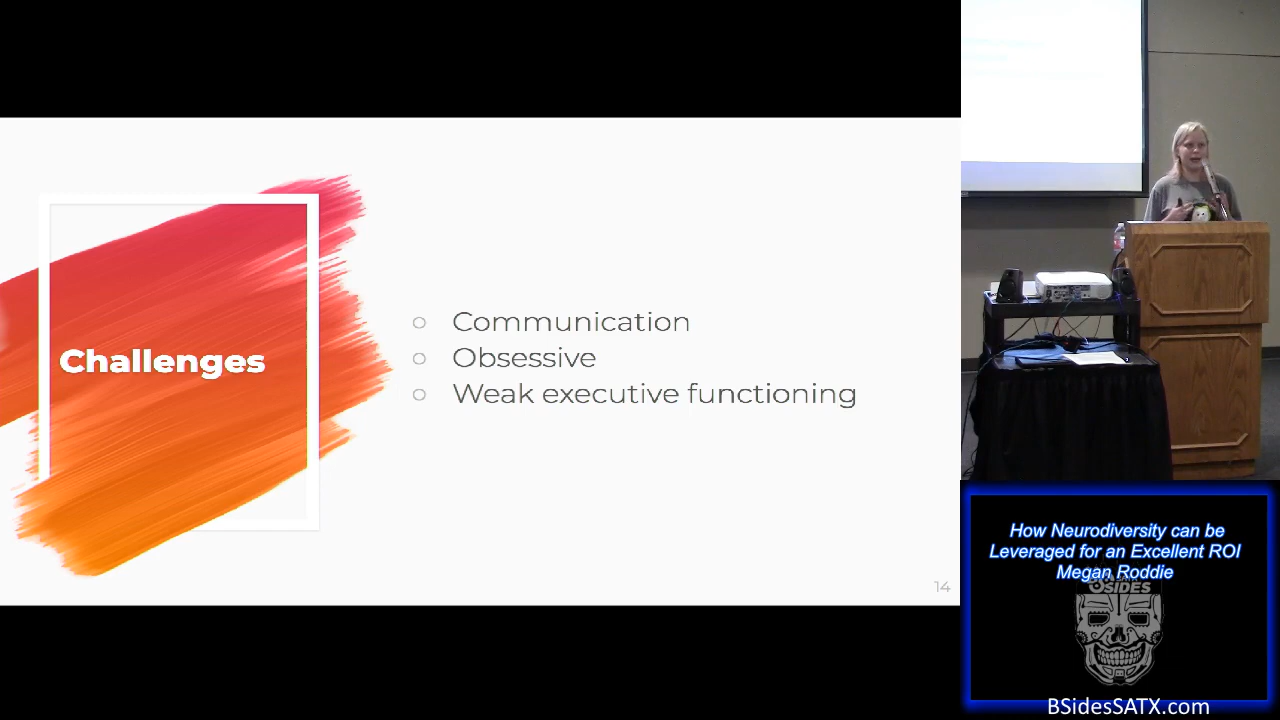 Challenges
Communication
Obsessive
Weak executive functioning
14
How Neurodiversity can be
Leveraged for an Excellent ROI
Megan Roddie
SIDES
BSidesSATX.com